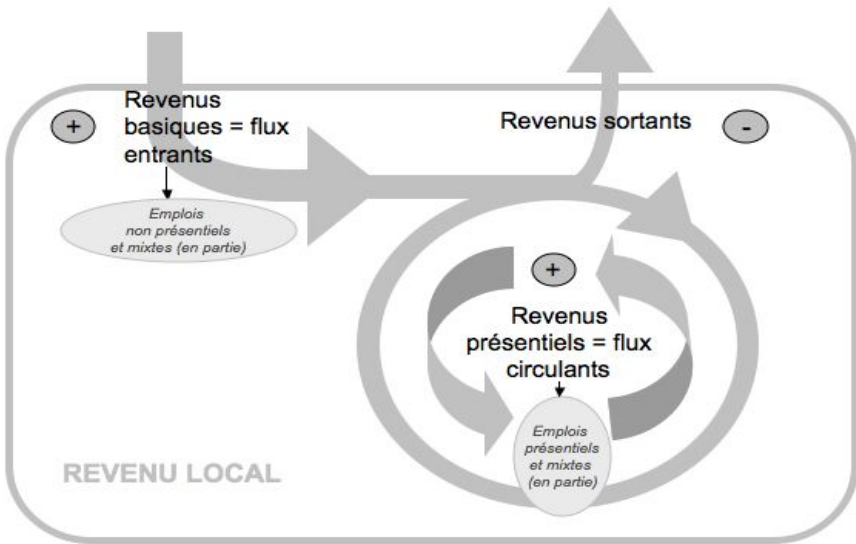 +
Revenus
basiques = flux
entrants
Emplois
non présentiels
et mixtes (en partie)
Revenus sortants
-
+
Revenus
présentiels = flux
circulants
Emplois
présentiels
et mixtes
(en partie)
REVENU LOCAL